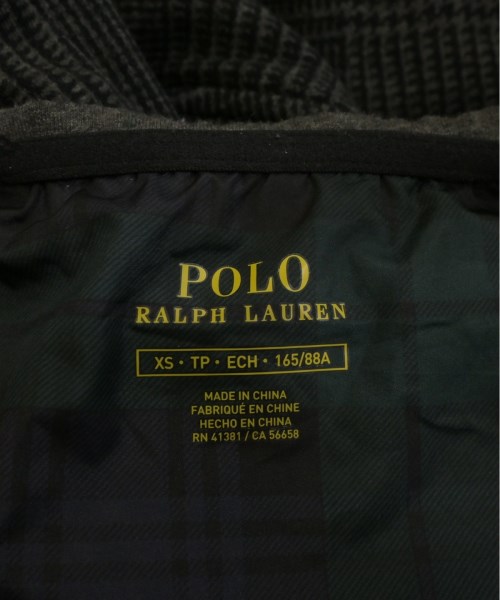 POLO
RALPH LAUREN
XS • TP • ECH • 165/88A
MADE IN CHINA
FABRIQUÉ EN CHINE
HECHO EN CHINA
RN 41381 / CA 56658